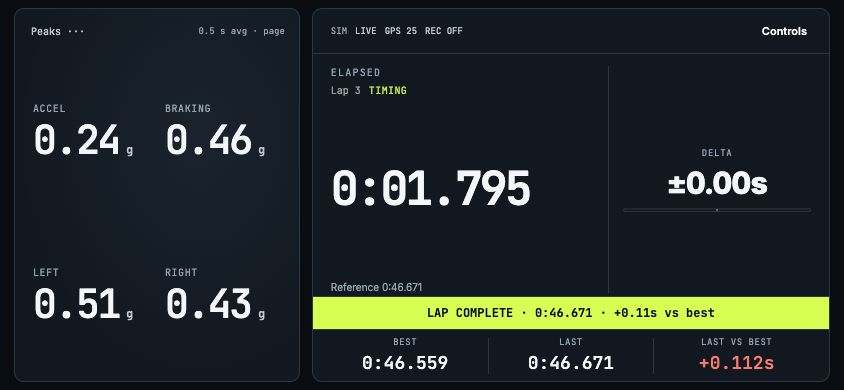 Peaks ···
0.5 s avg · page
ACCEL
0.24 g
BRAKING
0.46 g
LEFT
0.51 g
RIGHT
0.43 g
SIM LIVE GPS 25 REC OFF
Controls
ELAPSED
Lap 3 TIMING
0:01.795
Reference 0:46.671
DELTA
±0.00s
LAP COMPLETE · 0:46.671 · +0.11s vs best
BEST
0:46.559
LAST
0:46.671
LAST VS BEST
+0.112s